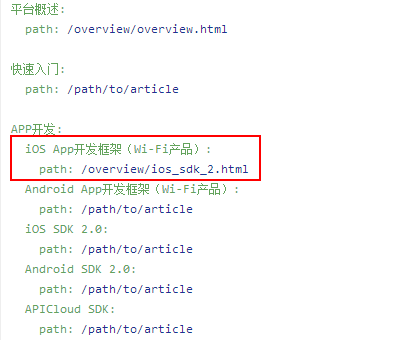 平台概述:
path: /overview/overview.html
快速入门:
path: /path/to/article
APP开发:
iOS App开发框架（Wi-Fi产品）:
path: /overview/ios_sdk_2.html
Android App开发框架（Wi-Fi产品）:
path: /path/to/article
iOS SDK 2.0:
path: /path/to/article
Android SDK 2.0:
path: /path/to/article
APICloud SDK:
path: /path/to/article